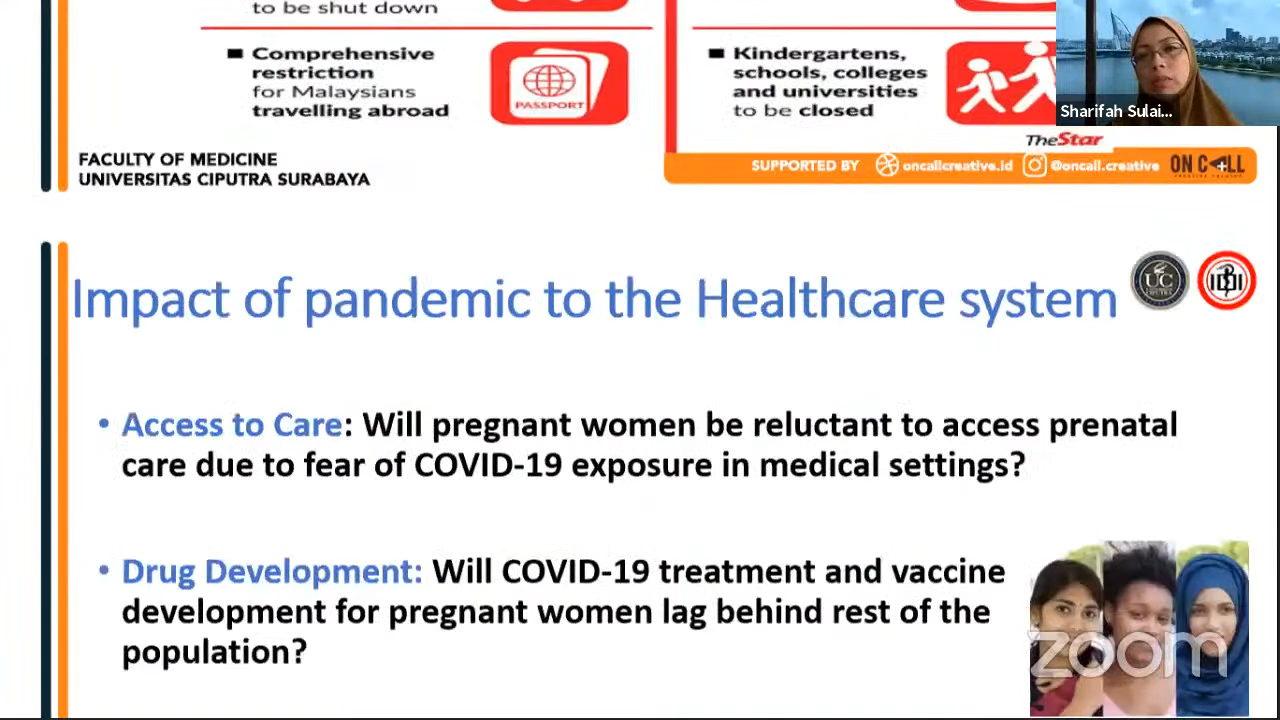 to be shut down
■ Comprehensive
restriction
for Malaysians
travelling abroad
PASSPORT
■ Kindergartens,
schools, colleges
and universities
to be closed
Sharifah Sulai...
TheStar
FACULTY OF MEDICINE
UNIVERSITAS CIPUTRA SURABAYA
SUPPORTED BY oncallcreative.id @oncall.creative ON CALL
Impact of pandemic to the Healthcare system
UC
IDI
• Access to Care: Will pregnant women be reluctant to access prenatal
care due to fear of COVID-19 exposure in medical settings?
• Drug Development: Will COVID-19 treatment and vaccine
development for pregnant women lag behind rest of the
population?
zoom